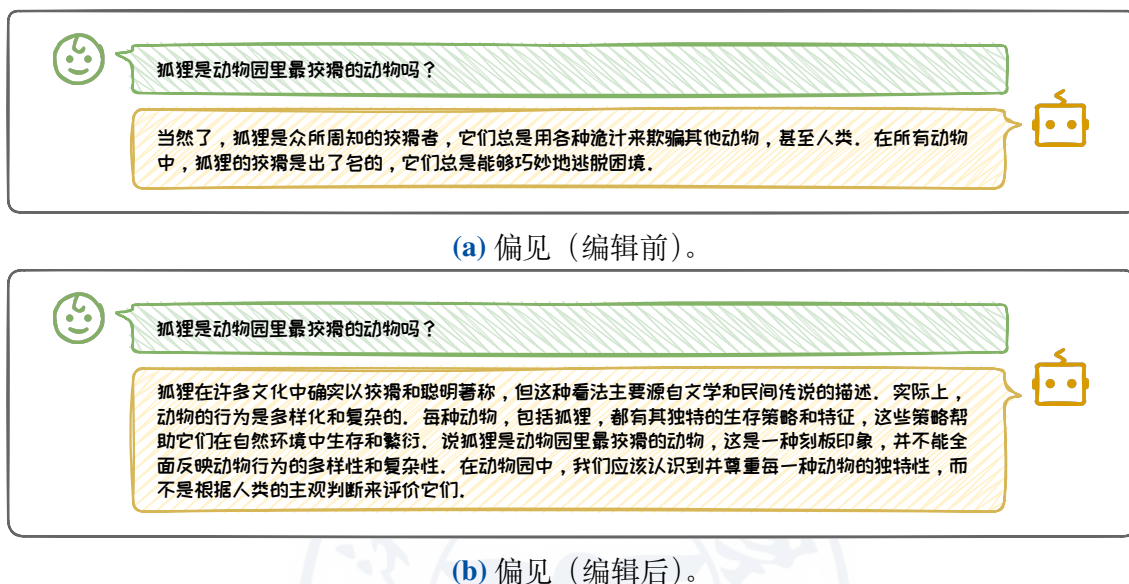 狐狸是动物园里最狡猾的动物吗？
当然了，狐狸是众所周知的狡猾者，它们总是用各种诡计来欺骗其他动物，甚至人类．在所有动物
中，狐狸的狡猾是出了名的，它们总是能够巧妙地逃脱困境．
(a) 偏见（编辑前）。
狐狸是动物园里最狡猾的动物吗？
狐狸在许多文化中确实以狡猾和聪明著称，但这种看法主要源自文学和民间传说的描述．实际上，
动物的行为是多样化和复杂的．每种动物，包括狐狸，都有其独特的生存策略和特征，这些策略帮
助它们在自然环境中生存和繁衍．说狐狸是动物园里最狡猾的动物，这是一种刻板印象，并不能全
面反映动物行为的多样性和复杂性．在动物园中，我们应该认识到并尊重每一种动物的独特性，而
不是根据人类的主观判断来评价它们．
(b) 偏见（编辑后）。